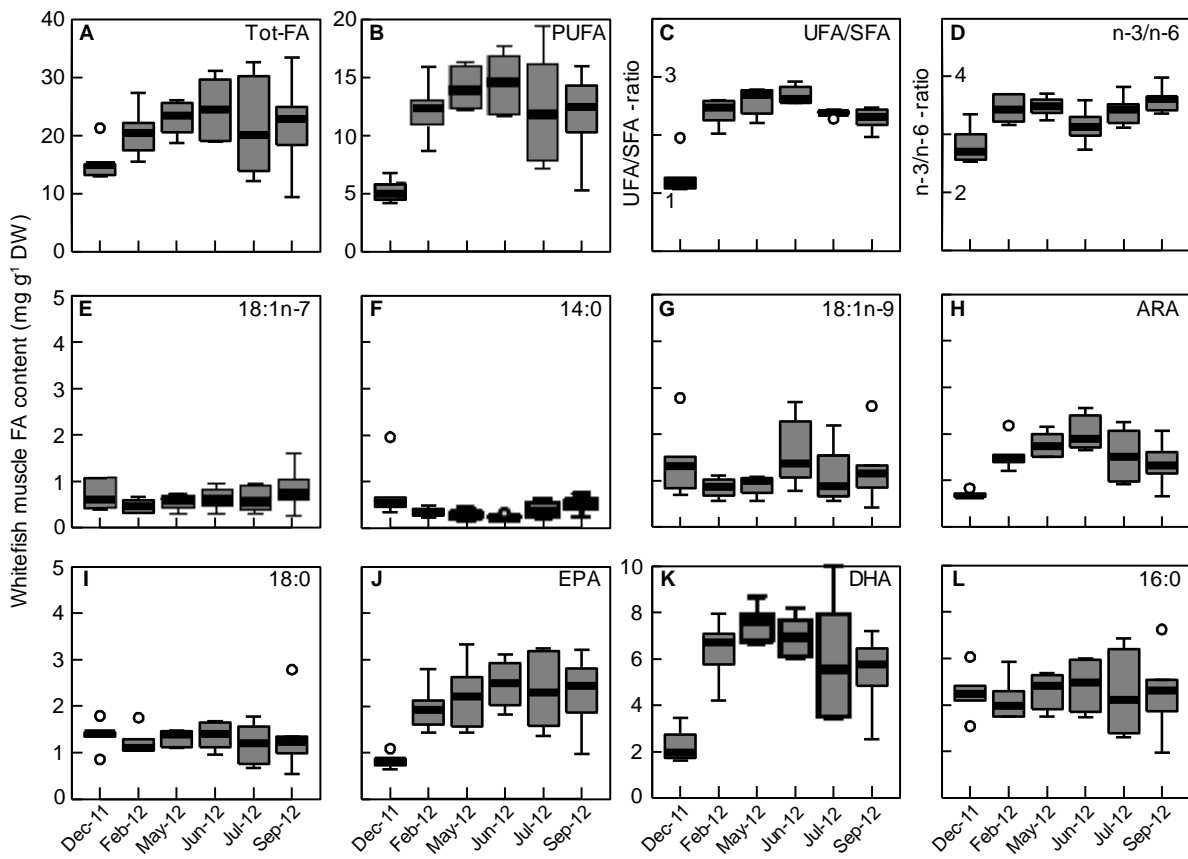 Whitefish muscle FA content (mg g¹ DW)
A Tot-FA
40
30
20
10
0
B PUFA
20
15
10
5
0
C UFA/SFA
UFA/SFA -ratio
3
1
D n-3/n-6
n-3/n-6 -ratio
4
2
E 18:1n-7
5
4
3
2
1
0
F 14:0
G 18:1n-9
H ARA
I 18:0
5
4
3
2
1
0
J EPA
K DHA
10
8
6
4
2
0
L 16:0
Dec-11 Feb-12 May-12 Jun-12 Jul-12 Sep-12
Dec-11 Feb-12 May-12 Jun-12 Jul-12 Sep-12
Dec-11 Feb-12 May-12 Jun-12 Jul-12 Sep-12
Dec-11 Feb-12 May-12 Jun-12 Jul-12 Sep-12